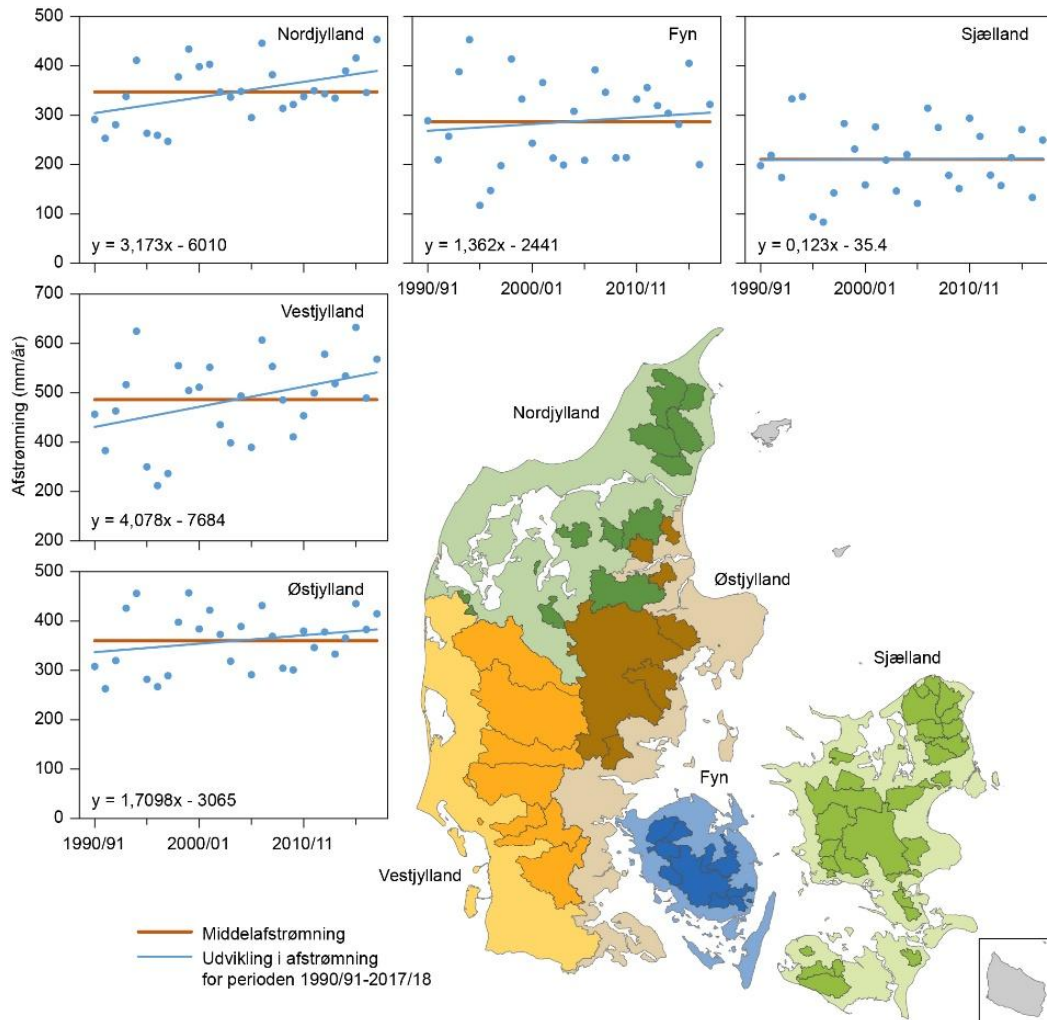 Afstrømning (mm/år)
500
400
300
200
100
0
Nordjylland
y = 3,173x - 6010
Fyn
y = 1,362x - 2441
1990/91
2000/01
2010/11
Sjælland
y = 0,123x - 35.4
1990/91
2000/01
2010/11
700
600
500
400
200
200
Vestjylland
y = 4,078x - 7684
500
400
300
200
100
0
Østjylland
y = 1,7098x - 3065
1990/91
2000/01
2010/11
Nordjylland
Østjylland
Sjælland
Fyn
Vestjylland
Middelafstrømning
Udvikling i afstrømning
for perioden 1990/91-2017/18